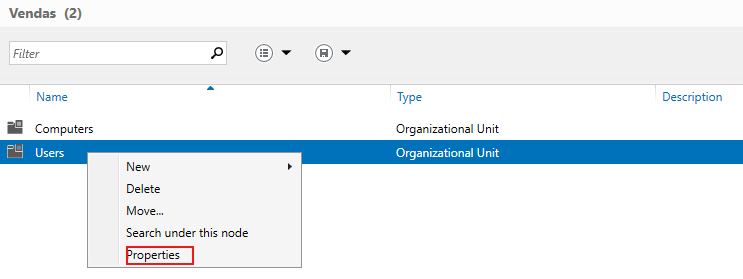 Vendas (2)
Filter
Name Type Description
Computers Organizational Unit
Users Organizational Unit
New
Delete
Move...
Search under this node
Properties